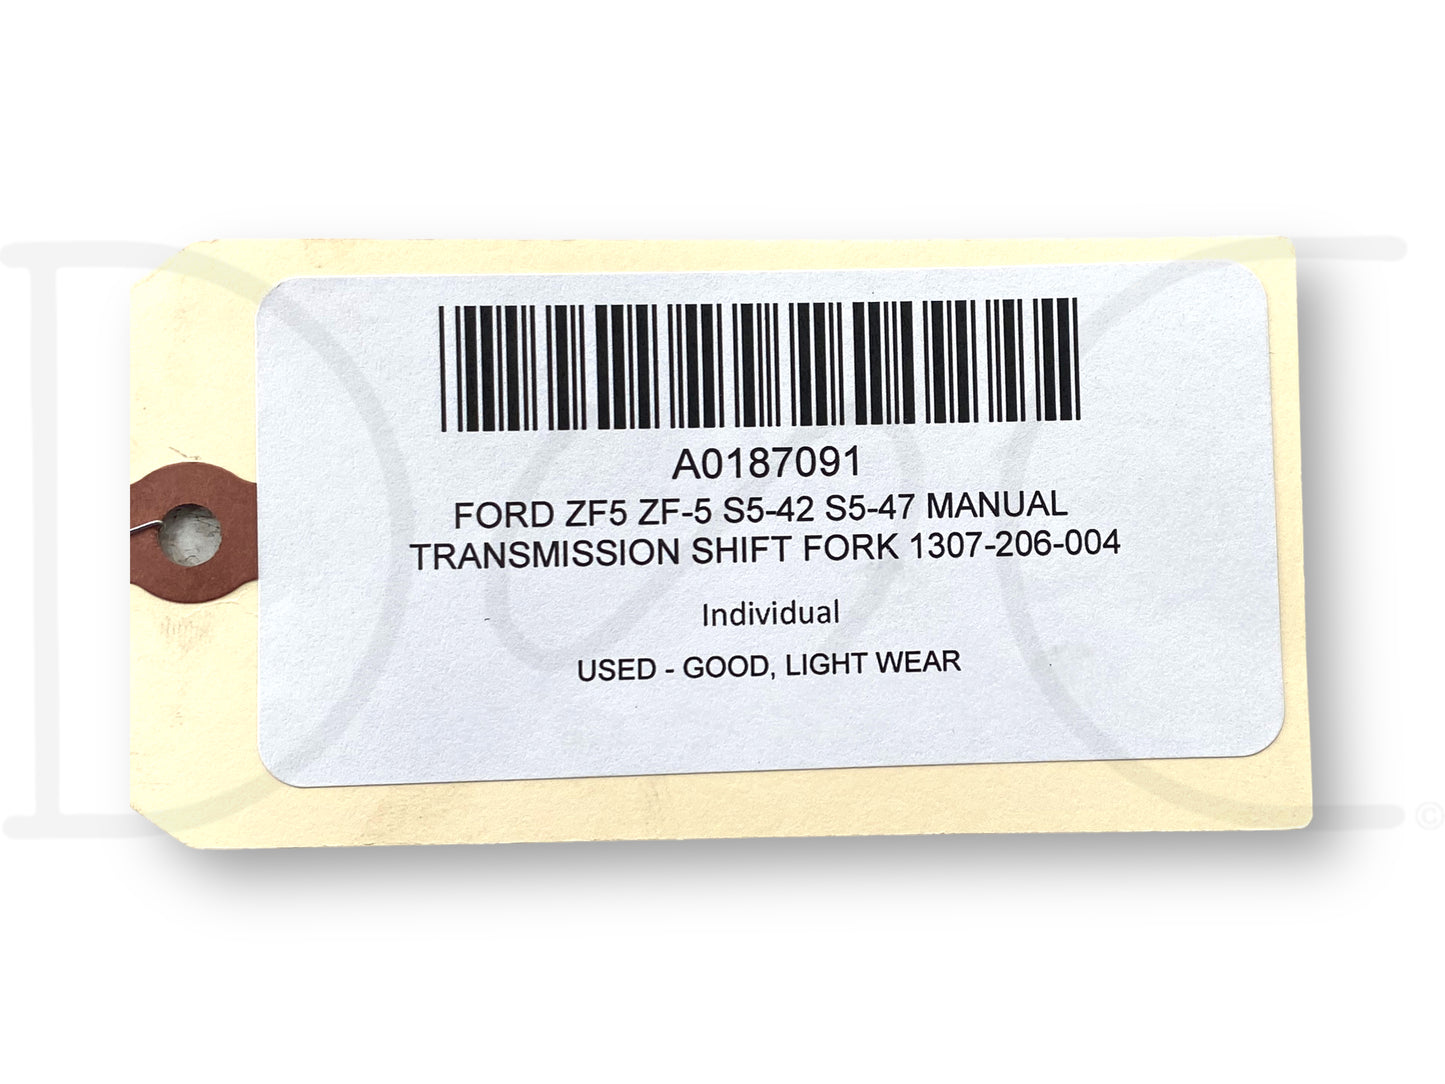 A0187091
FORD ZF5 ZF-5 S5-42 S5-47 MANUAL
TRANSMISSION SHIFT FORK 1307-206-004
Individual
USED - GOOD, LIGHT WEAR
©